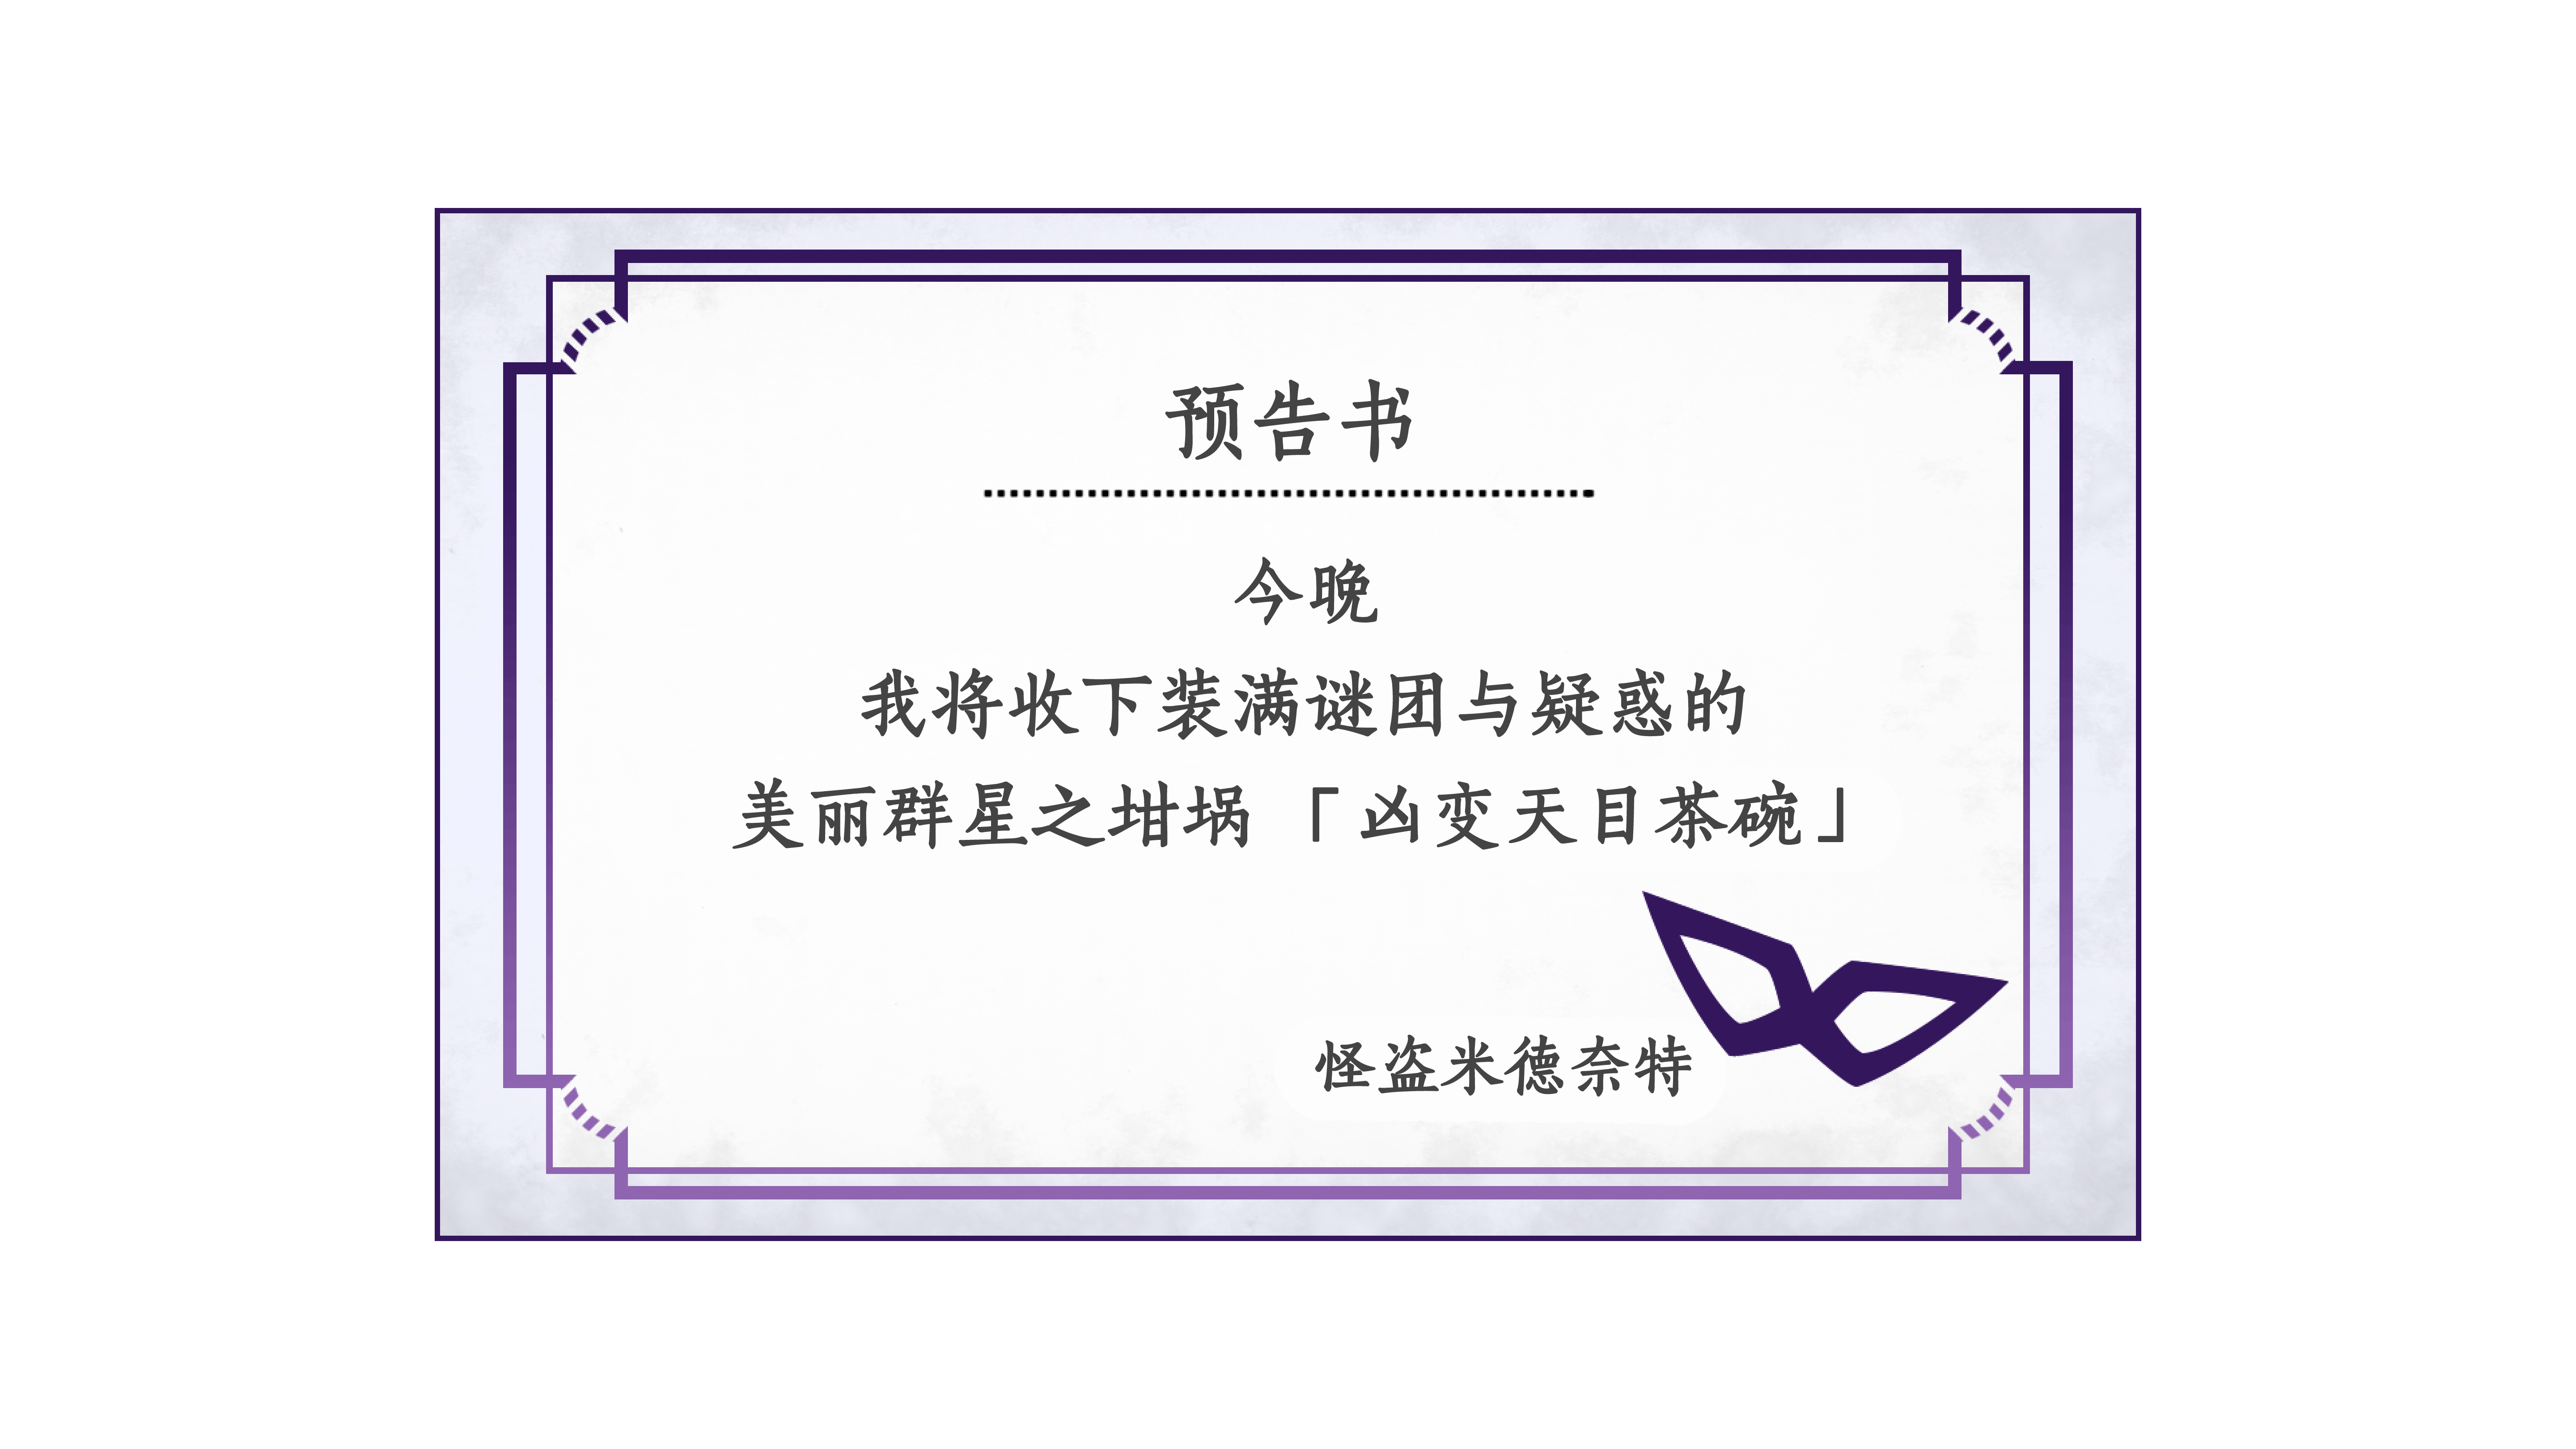 预告书
今晚
我将收下装满谜团与疑惑的
美丽群星之坩埚「凶变天目茶碗」
怪盗米德奈特